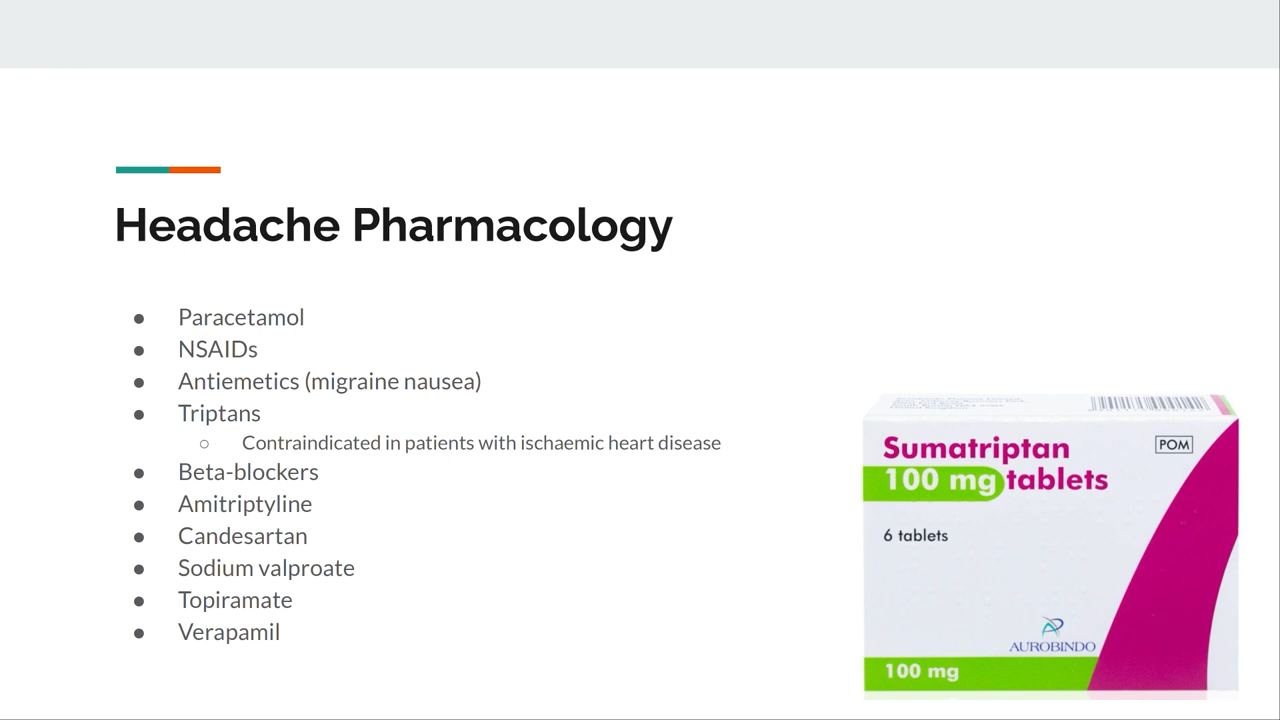 Headache Pharmacology
● Paracetamol
● NSAIDs
● Antiemetics (migraine nausea)
● Triptans
○ Contraindicated in patients with ischaemic heart disease
● Beta-blockers
● Amitriptyline
● Candesartan
● Sodium valproate
● Topiramate
● Verapamil
Sumatriptan
100 mg tablets
POM
6 tablets
AUROBINDO
100 mg